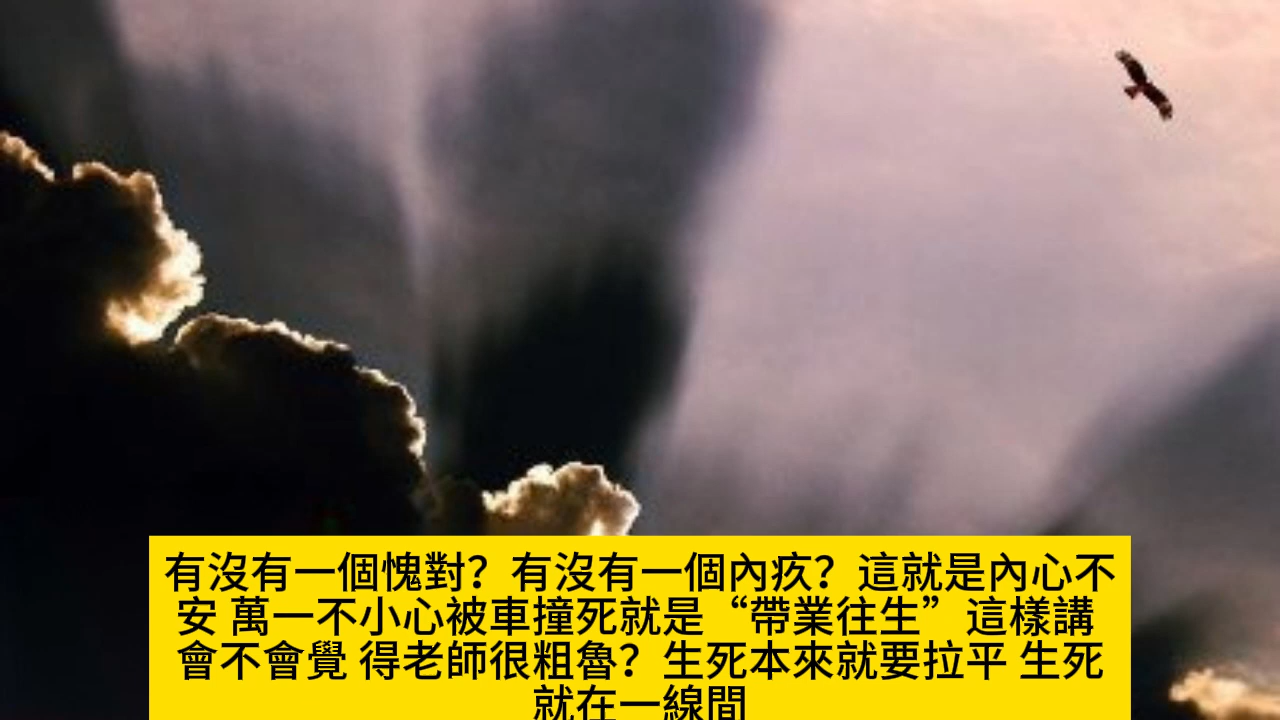 有沒有一個愧對？有沒有一個內疚？這就是內心不
安 萬一不小心被車撞死就是“帶業往生”這樣講
會不會覺 得老師很粗魯？生死本來就要拉平 生死
就在一線間